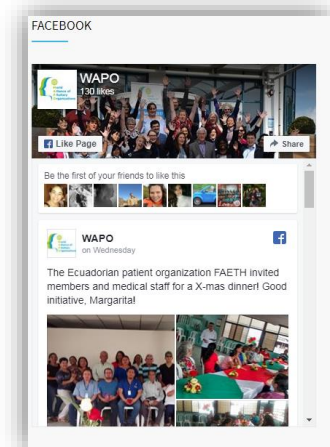 FACEBOOK
WAPO
130 likes
Like Page
Share
Be the first of your friends to like this
WAPO
on Wednesday
The Ecuadorian patient organization FAETH invited
members and medical staff for a X-mas dinner! Good
initiative, Margarita!